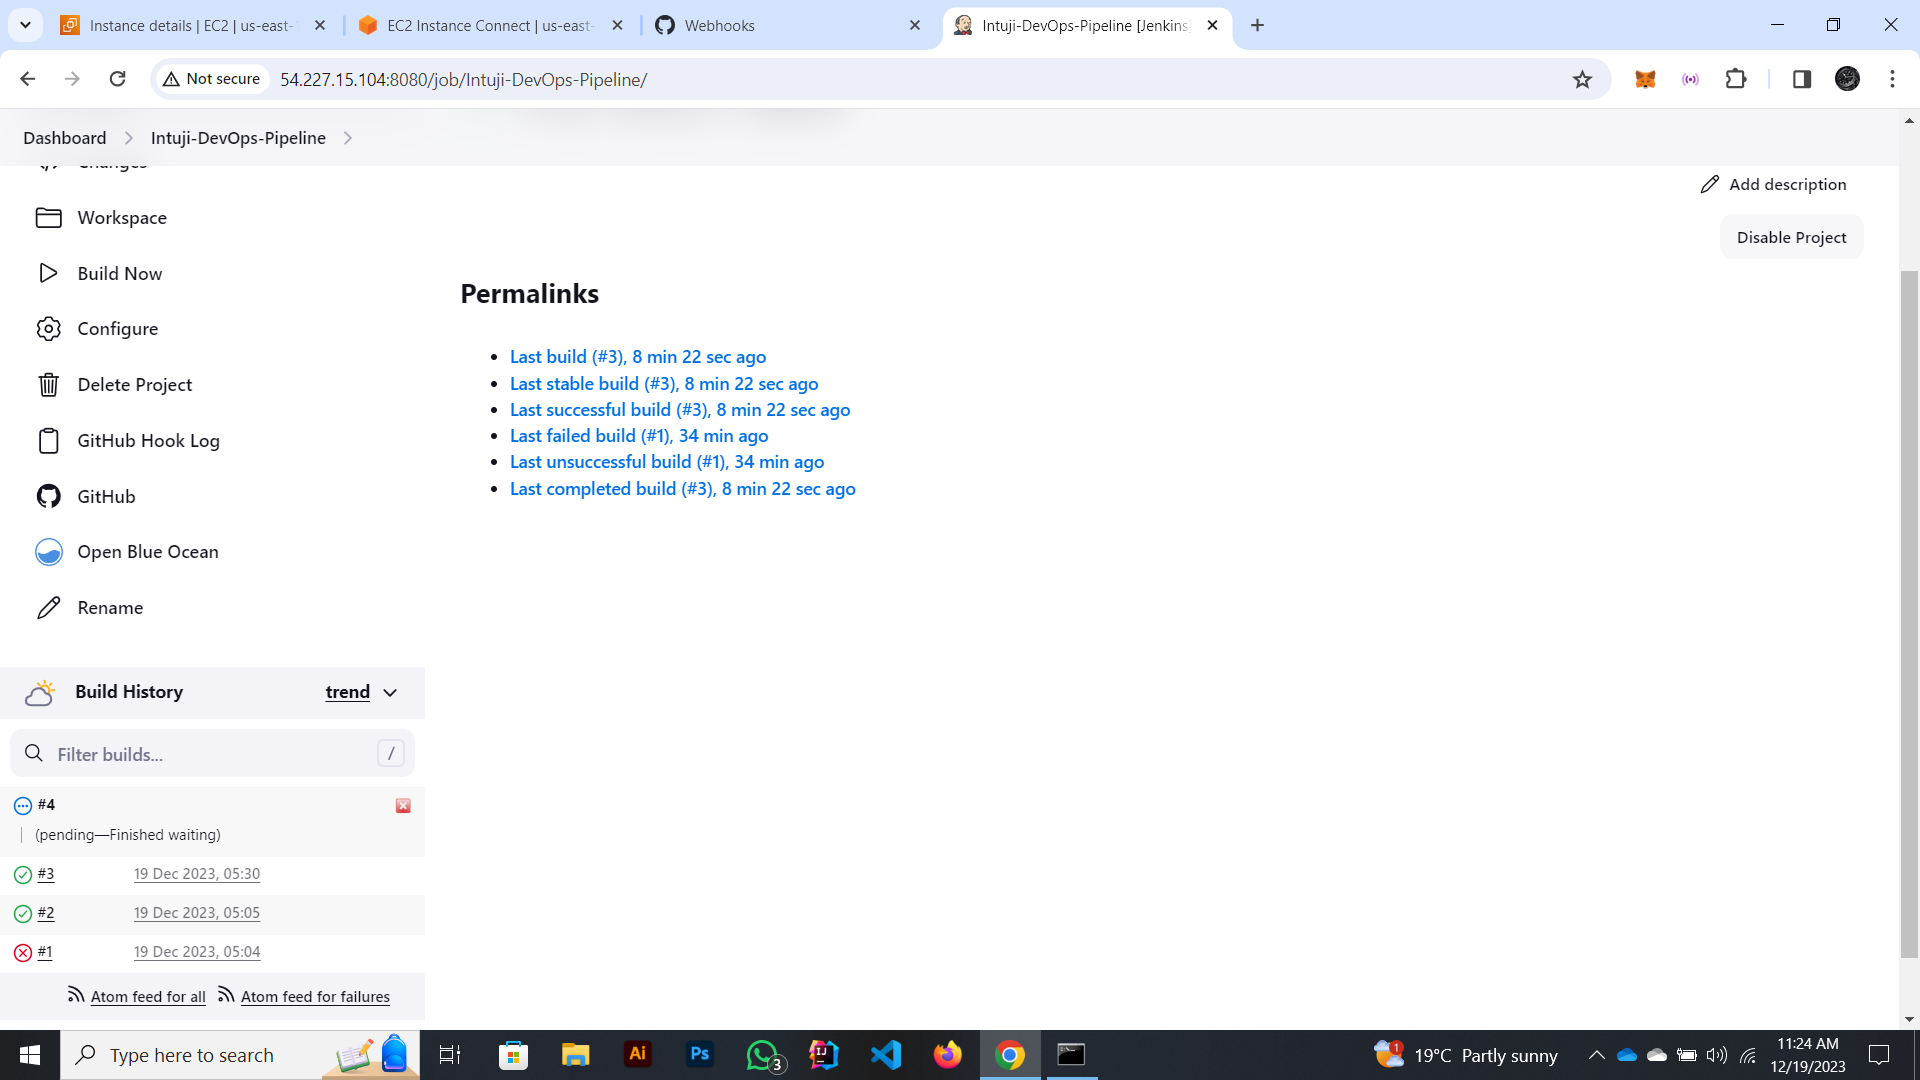 Instance details | EC2 | us-east-1
EC2 Instance Connect | us-east-
Webhooks
Intuji-DevOps-Pipeline [Jenkins]
Not secure
54.227.15.104:8080/job/Intuji-DevOps-Pipeline/
Dashboard
Intuji-DevOps-Pipeline
Changes
Add description
Workspace
Disable Project
Build Now
Permalinks
Configure
Last build (#3), 8 min 22 sec ago
Last stable build (#3), 8 min 22 sec ago
Delete Project
Last successful build (#3), 8 min 22 sec ago
Last failed build (#1), 34 min ago
GitHub Hook Log
Last unsuccessful build (#1), 34 min ago
Last completed build (#3), 8 min 22 sec ago
GitHub
Open Blue Ocean
Rename
Build History
trend
Filter builds...
/
#4
(pending—Finished waiting)
#3
19 Dec 2023, 05:30
#2
19 Dec 2023, 05:05
#1
19 Dec 2023, 05:04
Atom feed for all
Atom feed for failures
Type here to search
Ai
Ps
3
IJ
1
19°C Partly sunny
11:24 AM
12/19/2023